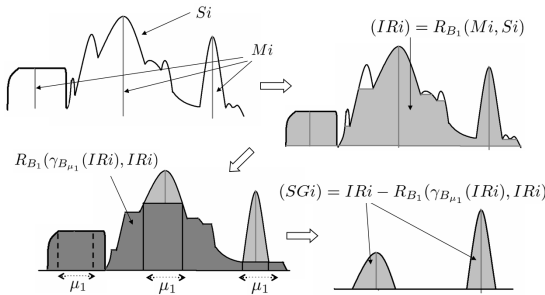 Si
Mi
(IRi) = R_{B_1}(Mi, Si)
R_{B_1}(γ_{B_{μ_1}}(IRi), IRi)
(SGi) = IRi − R_{B_1}(γ_{B_{μ_1}}(IRi), IRi)
μ_1 μ_1 μ_1